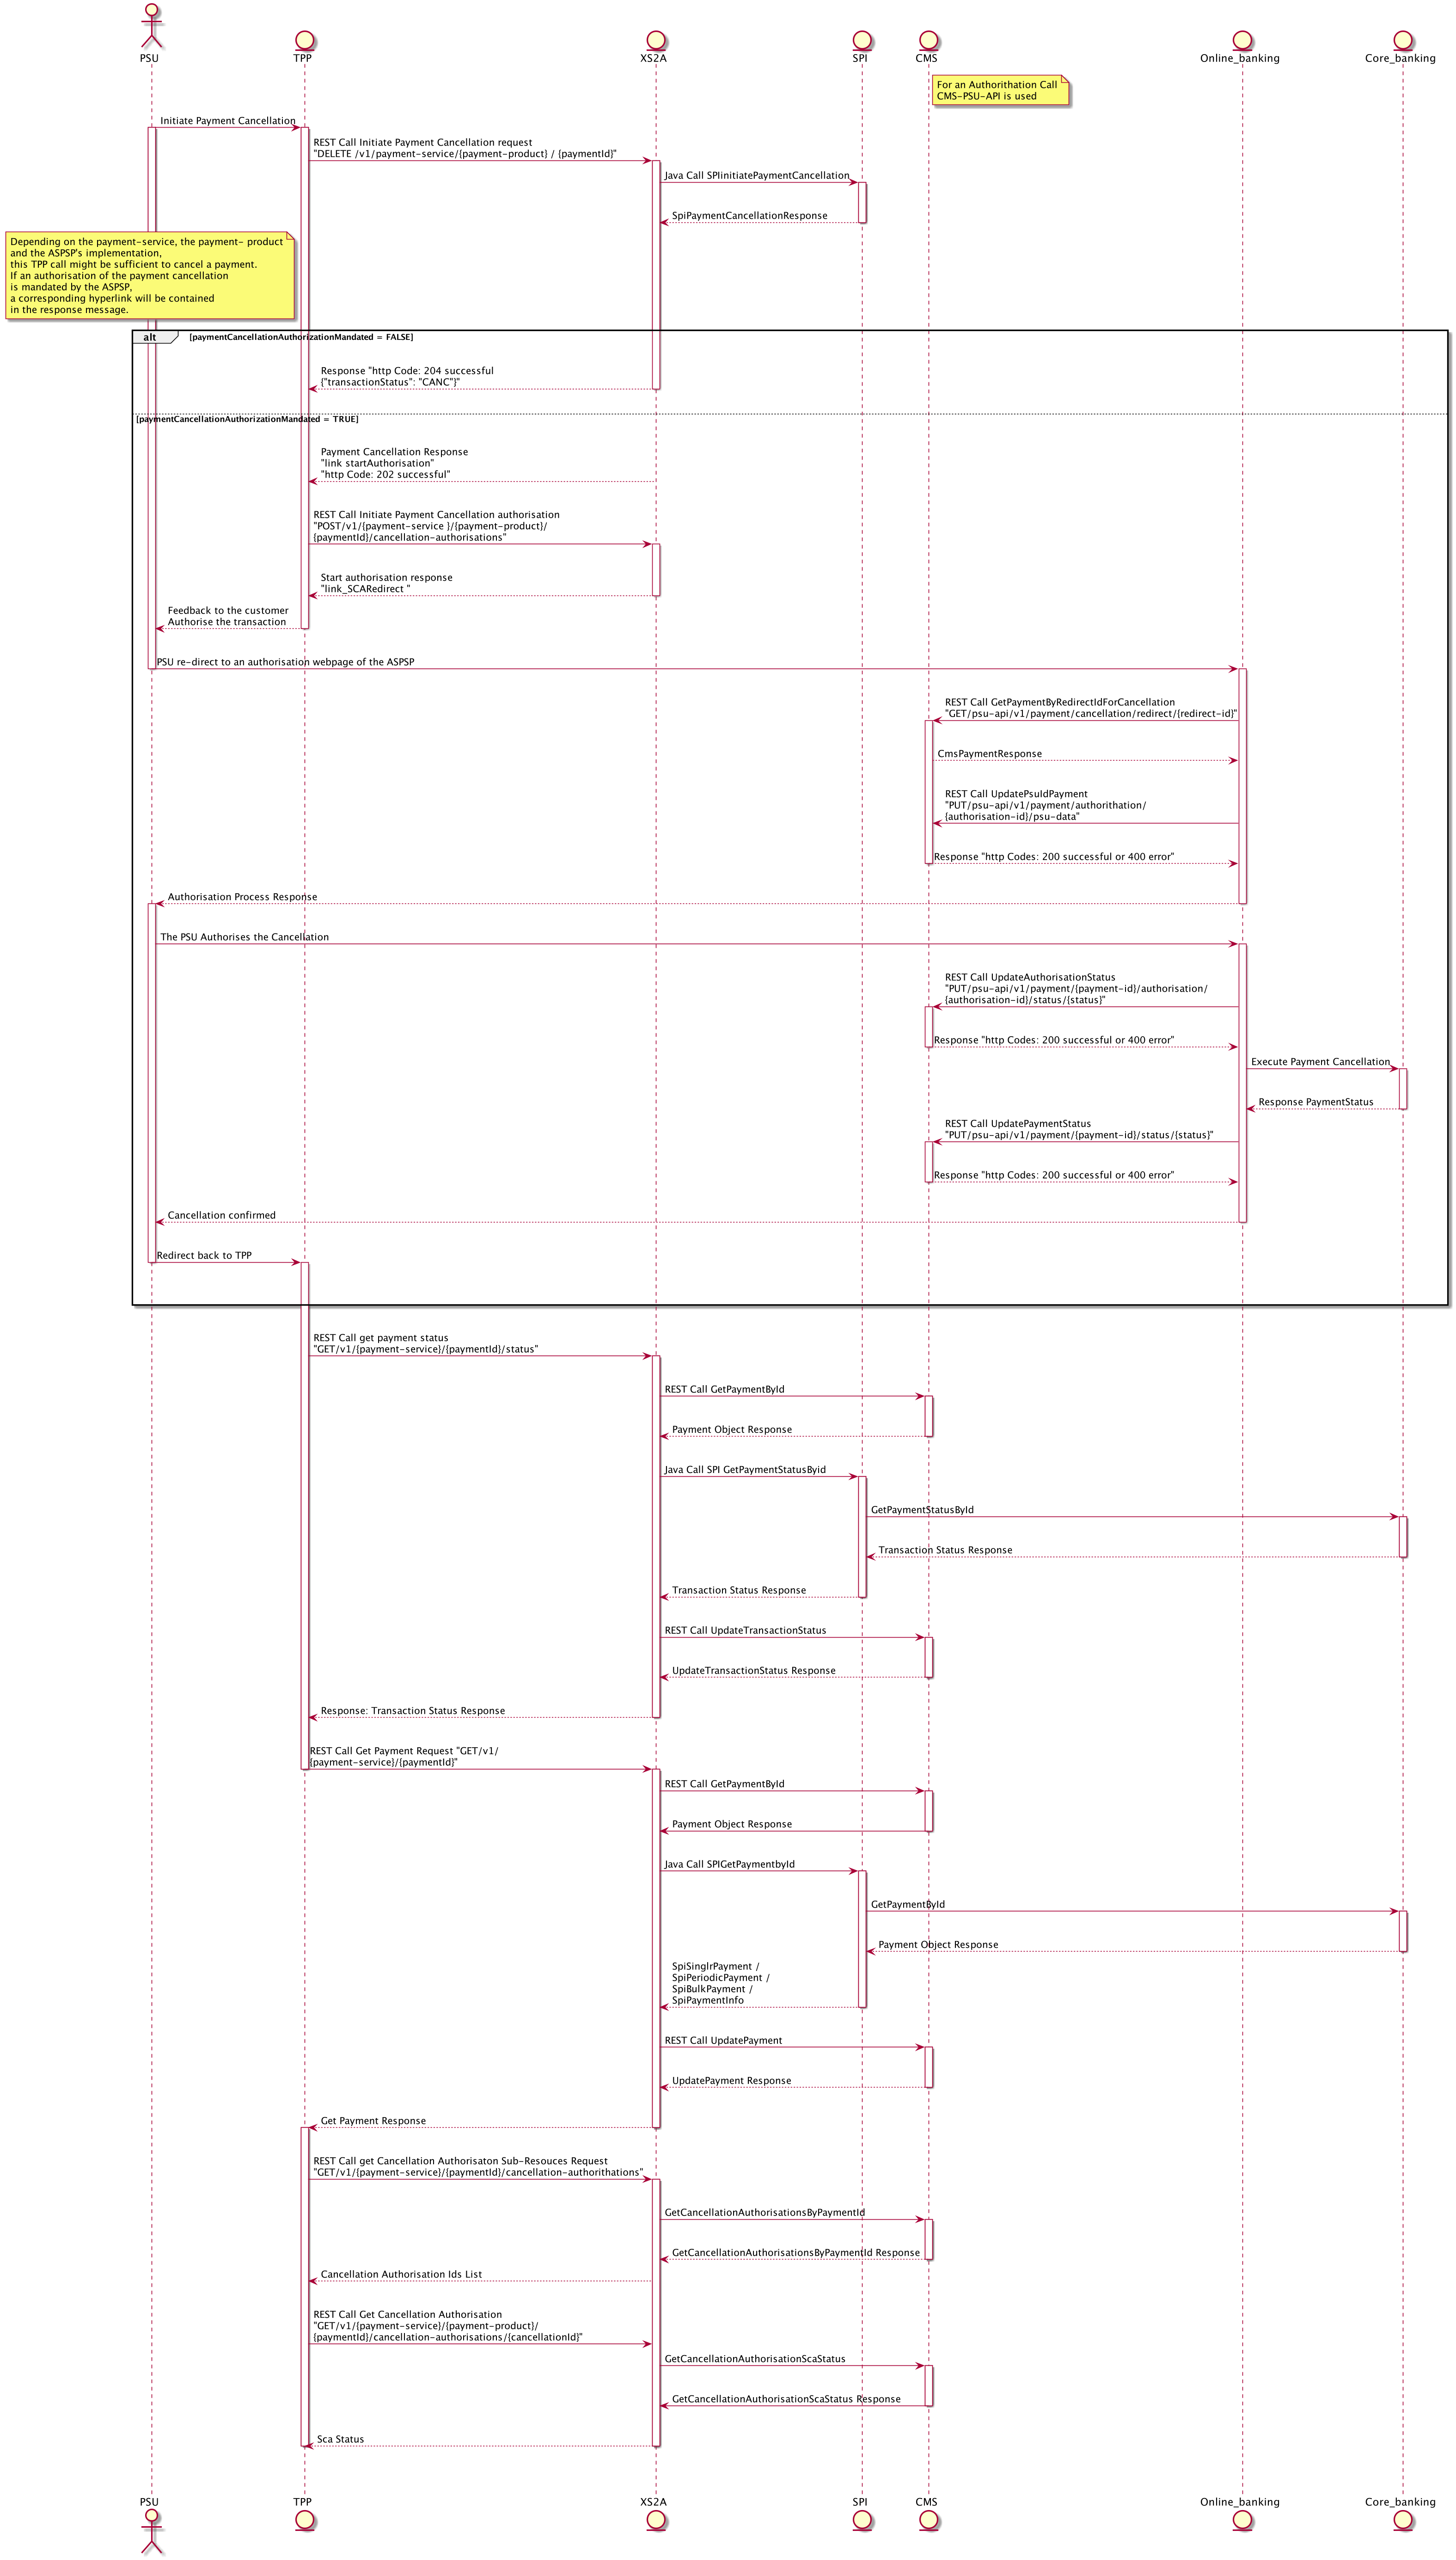 PSU
TPP
XS2A
SPI
CMS
Online_banking
Core_banking
For an Authorithation Call
CMS-PSU-API is used
Initiate Payment Cancellation
REST Call Initiate Payment Cancellation request
"DELETE /v1/payment-service/{payment-product} / {paymentId}"
Java Call SPIinitiatePaymentCancellation
SpiPaymentCancellationResponse
Depending on the payment-service, the payment- product
and the ASPSP's implementation,
this TPP call might be sufficient to cancel a payment.
If an authorisation of the payment cancellation
is mandated by the ASPSP,
a corresponding hyperlink will be contained
in the response message.
alt
[paymentCancellationAuthorizationMandated = FALSE]
Response "http Code: 204 successful
{"transactionStatus": "CANC"}"
[paymentCancellationAuthorizationMandated = TRUE]
Payment Cancellation Response
"link startAuthorisation"
"http Code: 202 successful"
REST Call Initiate Payment Cancellation authorisation
"POST/v1/{payment-service }/{payment-product}/
{paymentId}/cancellation-authorisations"
Start authorisation response
"link_SCARedirect "
Feedback to the customer
Authorise the transaction
PSU re-direct to an authorisation webpage of the ASPSP
REST Call GetPaymentByRedirectIdForCancellation
"GET/psu-api/v1/payment/cancellation/redirect/{redirect-id}"
CmsPaymentResponse
REST Call UpdatePsuIdPayment
"PUT/psu-api/v1/payment/authorithation/
{authorisation-id}/psu-data"
Response "http Codes: 200 successful or 400 error"
Authorisation Process Response
The PSU Authorises the Cancellation
REST Call UpdateAuthorisationStatus
"PUT/psu-api/v1/payment/{payment-id}/authorisation/
{authorisation-id}/status/{status}"
Response "http Codes: 200 successful or 400 error"
Execute Payment Cancellation
Response PaymentStatus
REST Call UpdatePaymentStatus
"PUT/psu-api/v1/payment/{payment-id}/status/{status}"
Response "http Codes: 200 successful or 400 error"
Cancellation confirmed
Redirect back to TPP
REST Call get payment status
"GET/v1/{payment-service}/{paymentId}/status"
REST Call GetPaymentById
Payment Object Response
Java Call SPI GetPaymentStatusByid
GetPaymentStatusById
Transaction Status Response
Transaction Status Response
REST Call UpdateTransactionStatus
UpdateTransactionStatus Response
Response: Transaction Status Response
REST Call Get Payment Request "GET/v1/
{payment-service}/{paymentId}"
REST Call GetPaymentById
Payment Object Response
Java Call SPIGetPaymentbyId
GetPaymentById
Payment Object Response
SpiSinglrPayment /
SpiPeriodicPayment /
SpiBulkPayment /
SpiPaymentInfo
REST Call UpdatePayment
UpdatePayment Response
Get Payment Response
REST Call get Cancellation Authorisaton Sub-Resouces Request
"GET/v1/{payment-service}/{paymentId}/cancellation-authorithations"
GetCancellationAuthorisationsByPaymentId
GetCancellationAuthorisationsByPaymentId Response
Cancellation Authorisation Ids List
REST Call Get Cancellation Authorisation
"GET/v1/{payment-service}/{payment-product}/
{paymentId}/cancellation-authorisations/{cancellationId}"
GetCancellationAuthorisationScaStatus
GetCancellationAuthorisationScaStatus Response
Sca Status
PSU
TPP
XS2A
SPI
CMS
Online_banking
Core_banking